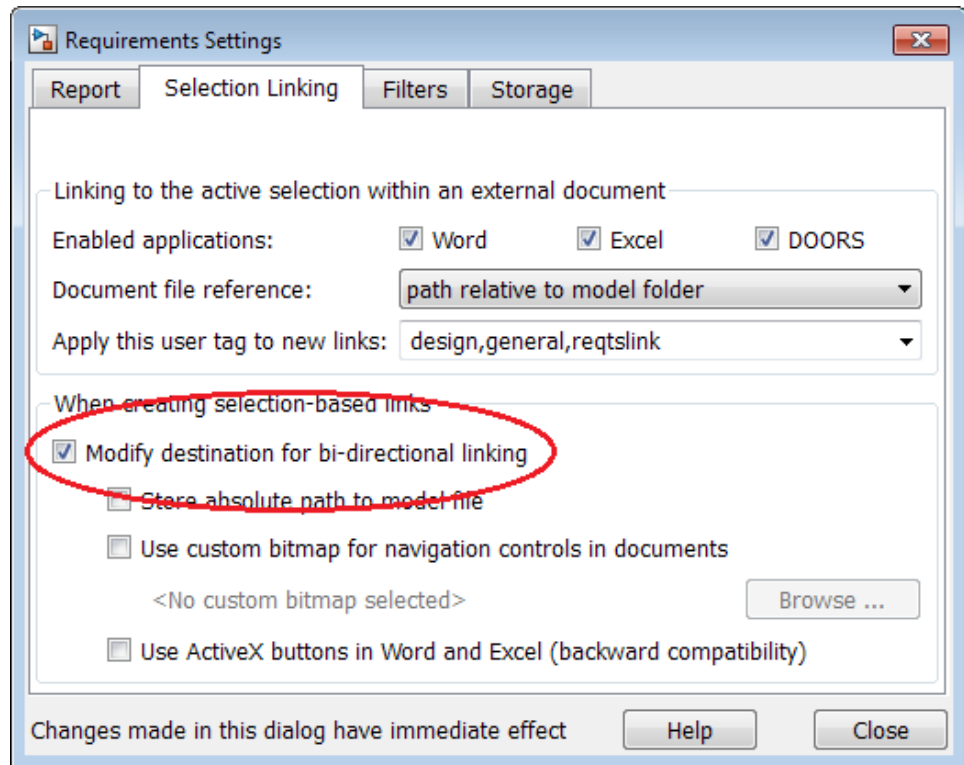 Requirements Settings
Report Selection Linking Filters Storage
Linking to the active selection within an external document
Enabled applications: Word Excel DOORS
Document file reference: path relative to model folder
Apply this user tag to new links: design,general,reqtslink
When creating selection-based links
Modify destination for bi-directional linking
Store absolute path to model file
Use custom bitmap for navigation controls in documents
<No custom bitmap selected> Browse ...
Use ActiveX buttons in Word and Excel (backward compatibility)
Changes made in this dialog have immediate effect Help Close